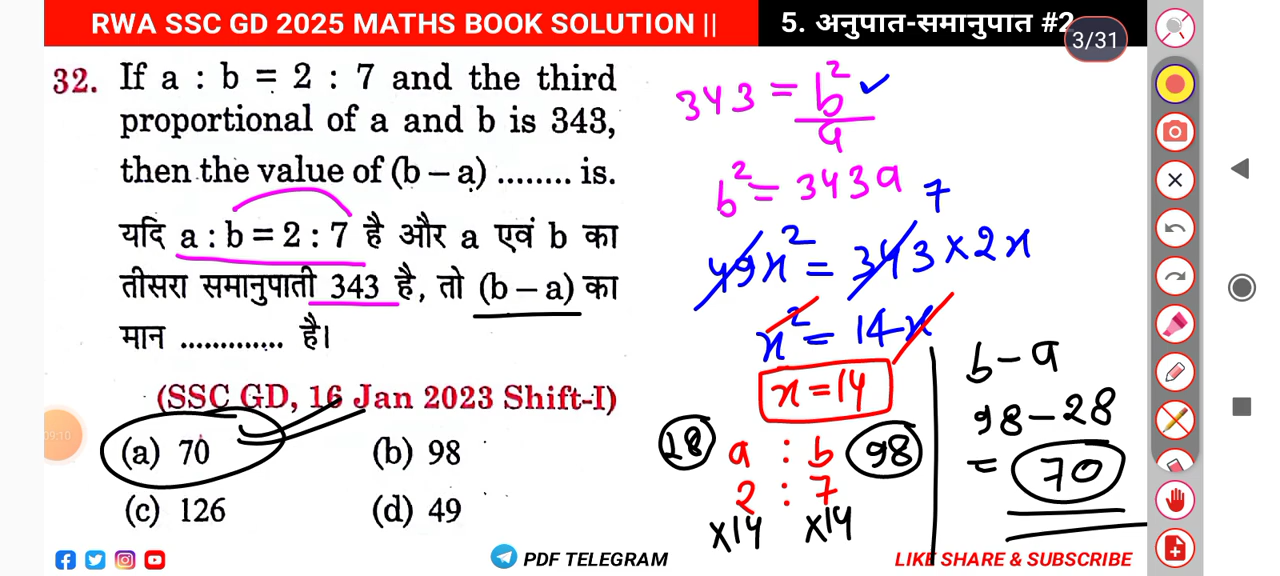 RWA SSC GD 2025 MATHS BOOK SOLUTION ||
5. अनुपात-समानुपात #2
3/31
32. If a : b = 2 : 7 and the third
proportional of a and b is 343,
then the value of (b – a) ........ is.
यदि a : b = 2 : 7 है और a एवं b का
तीसरा समानुपाती 343 है, तो (b – a) का
मान ............. है।
(SSC GD, 16 Jan 2023 Shift-I)
(a) 70 (b) 98
(c) 126 (d) 49
343 = b²/a
b² = 343a
7
49x² = 343 × 2x
x² = 14x
x = 14
28 a : b 98
2 : 7
×14 ×14
b – a
98 – 28
= 70
09:10
PDF TELEGRAM
LIKE SHARE & SUBSCRIBE